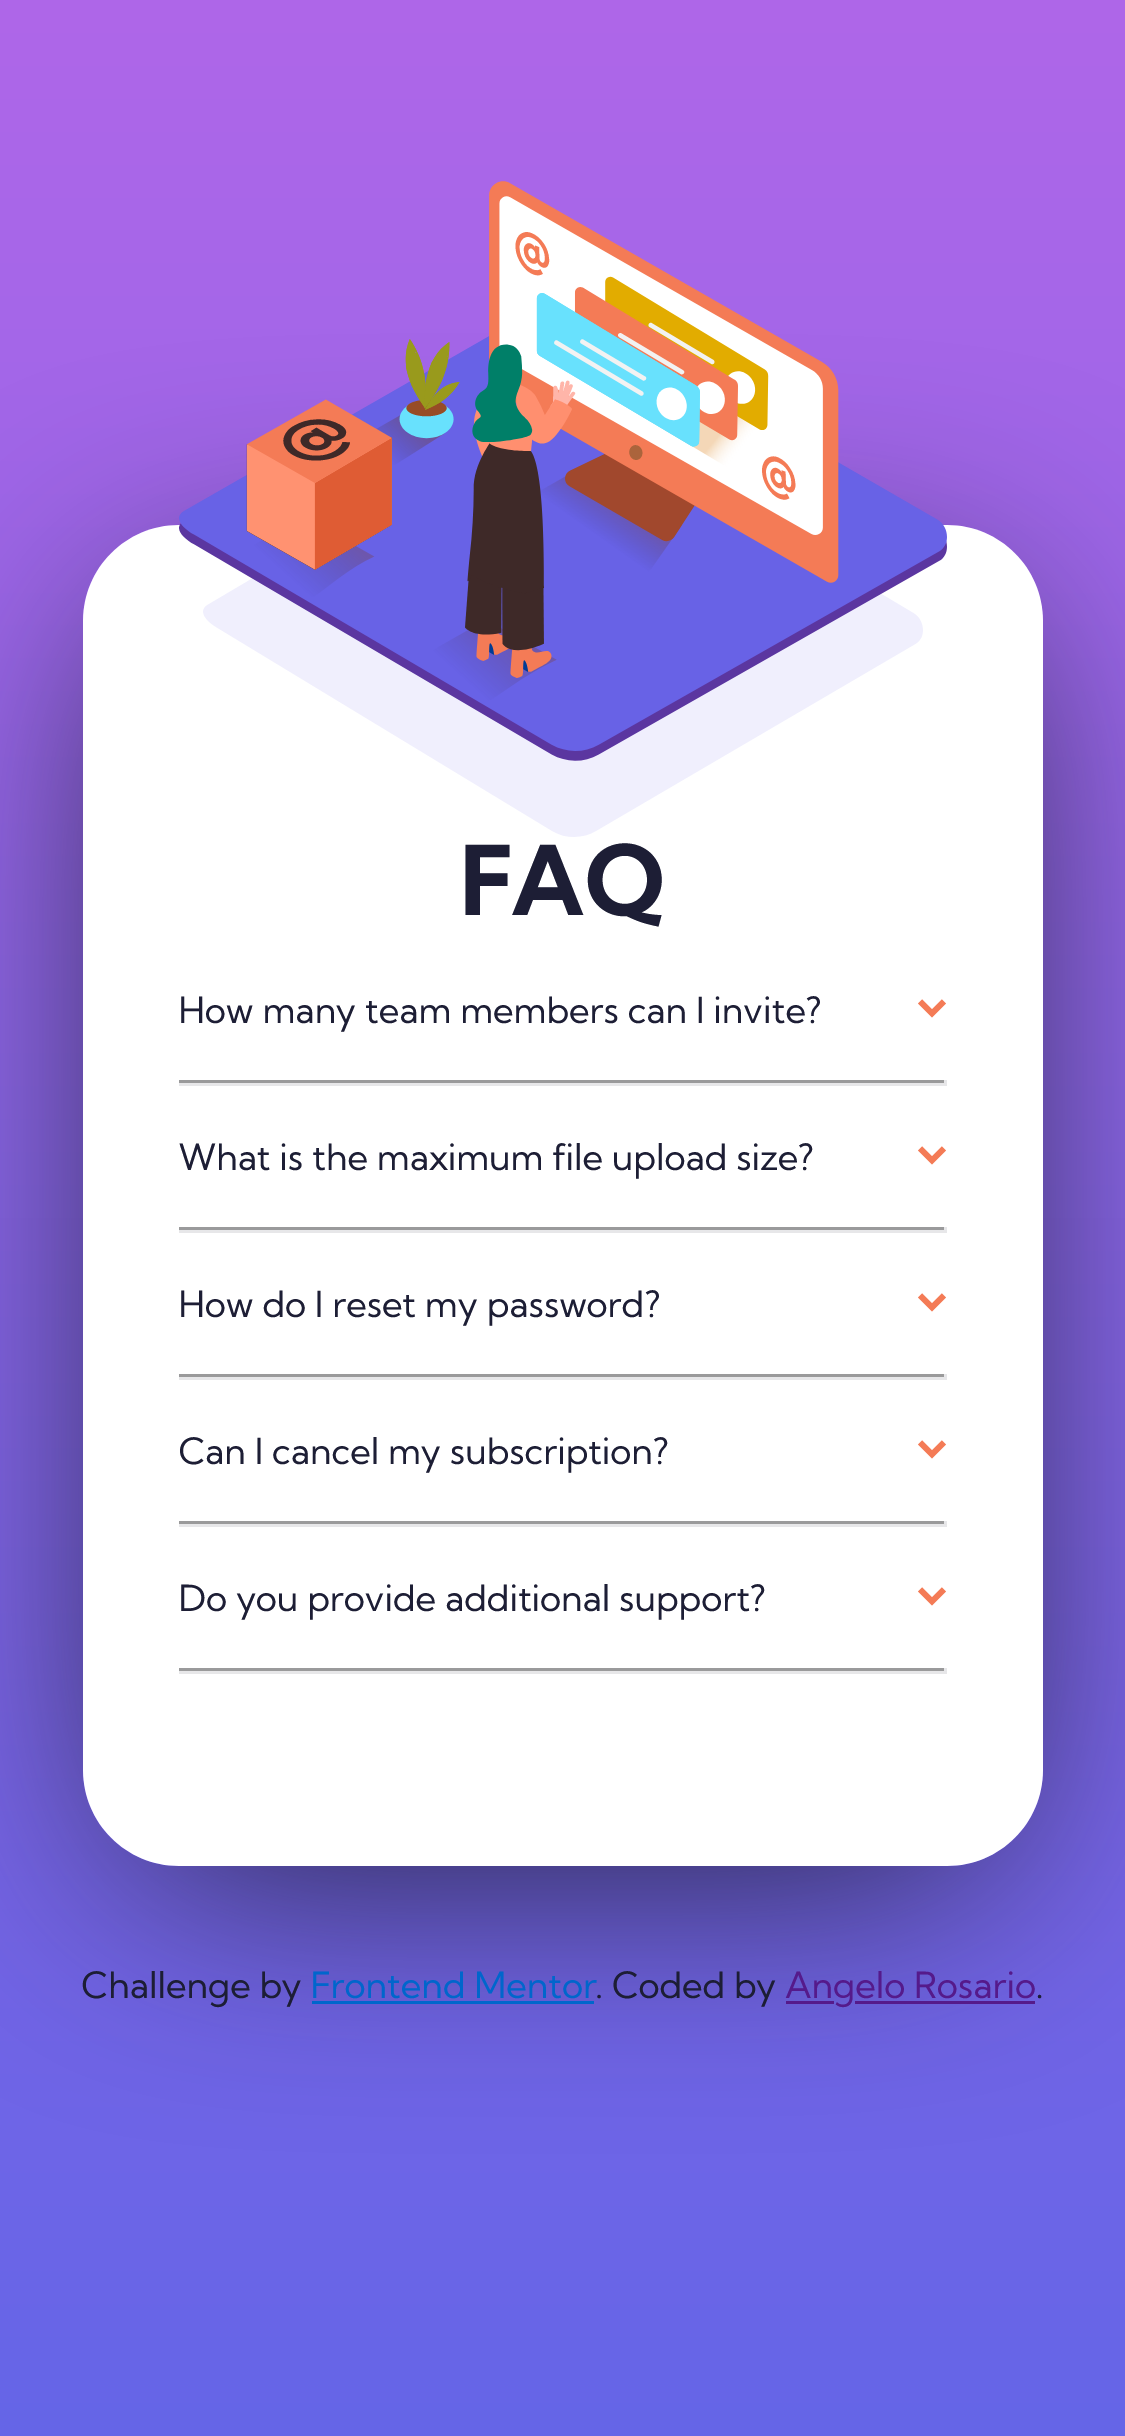 @
@
@
FAQ
How many team members can I invite?
What is the maximum file upload size?
How do I reset my password?
Can I cancel my subscription?
Do you provide additional support?
Challenge by Frontend Mentor. Coded by Angelo Rosario.